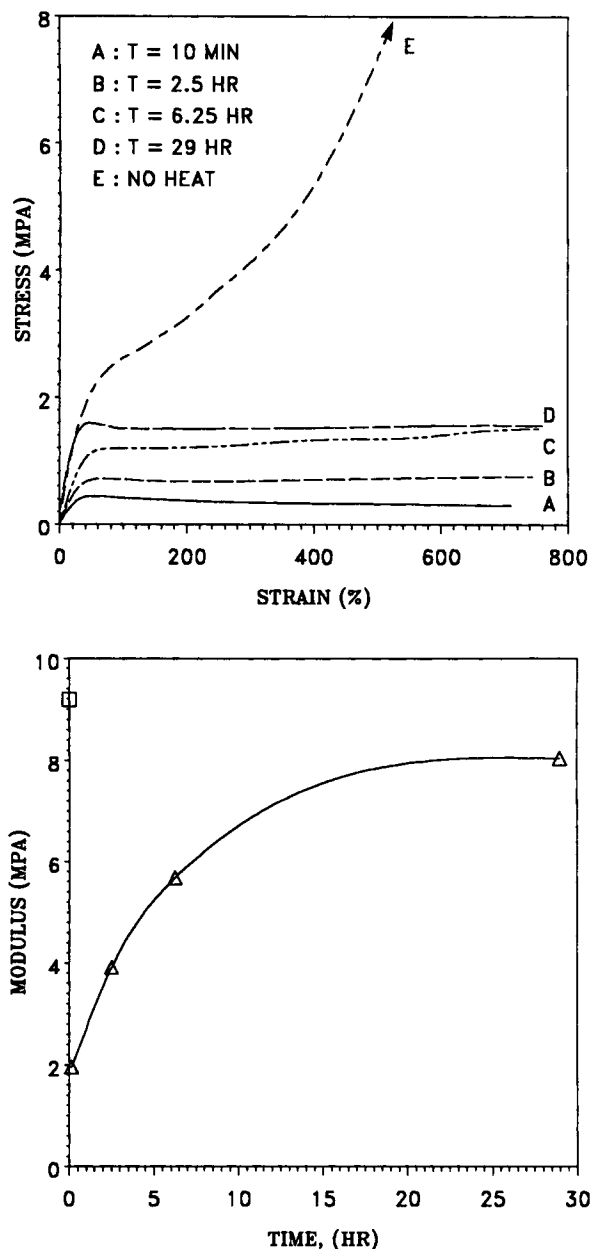 8
A : T = 10 MIN
B : T = 2.5 HR
C : T = 6.25 HR
D : T = 29 HR
E : NO HEAT
E
6
4
2
0
STRESS (MPA)
D
C
B
A
0
200
400
600
800
STRAIN (%)
10
8
6
4
2
0
MODULUS (MPA)
0
5
10
15
20
25
30
TIME, (HR)